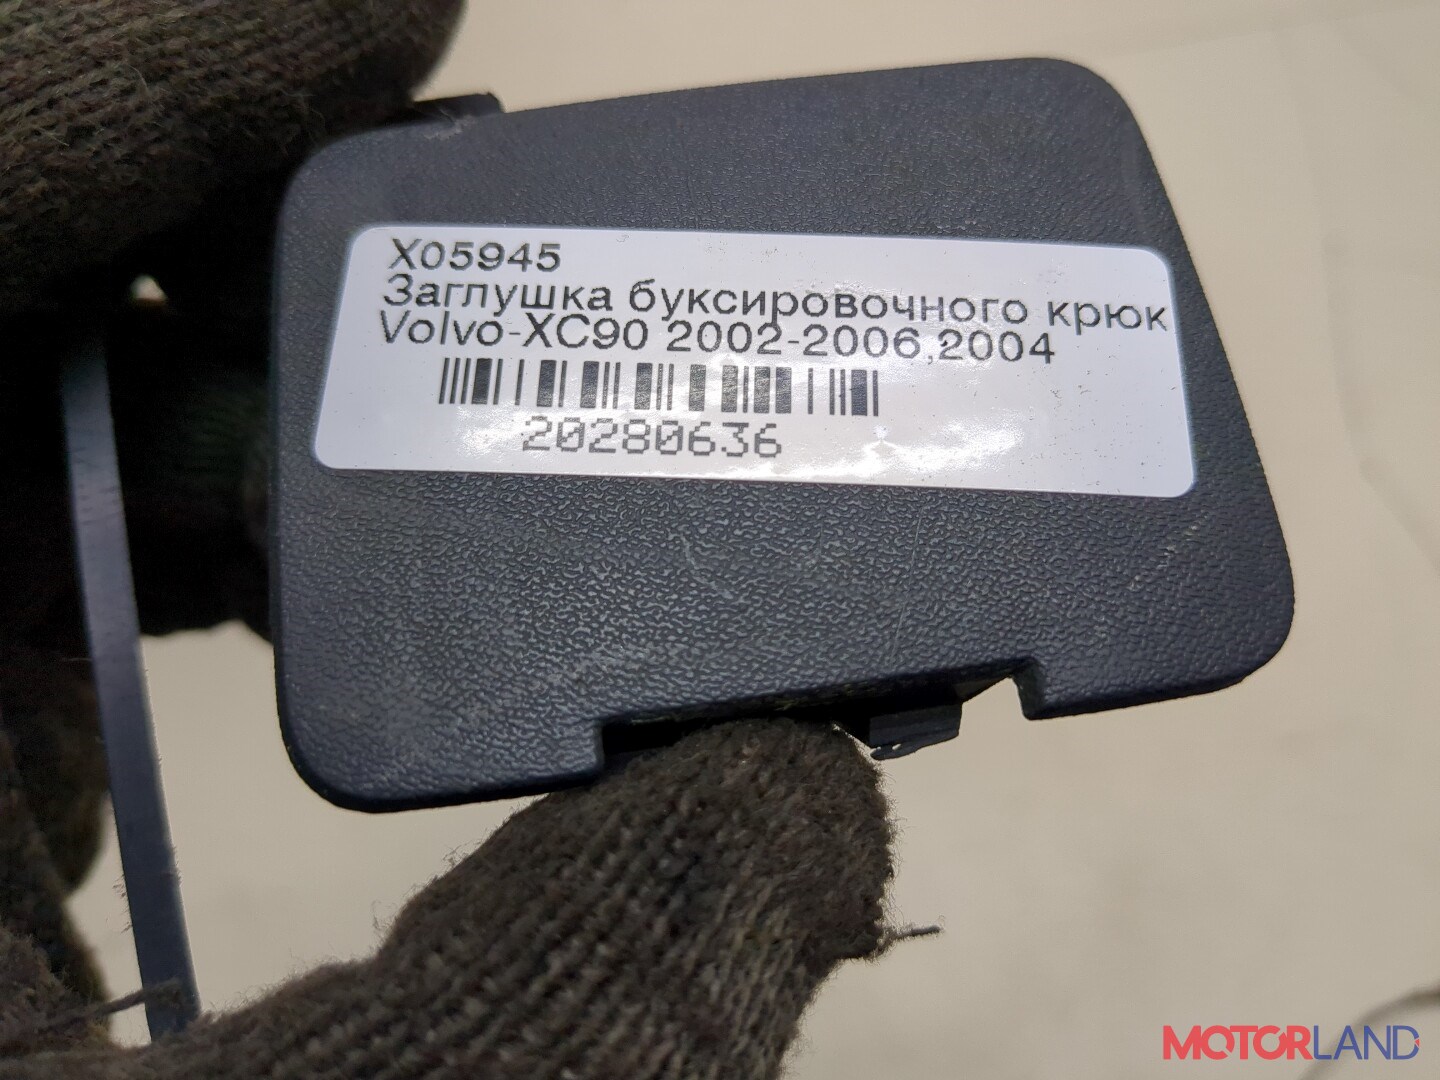 X05945
Заглушка буксировочного крюк
Volvo-XC90 2002-2006,2004
20280636
MOTORLAND